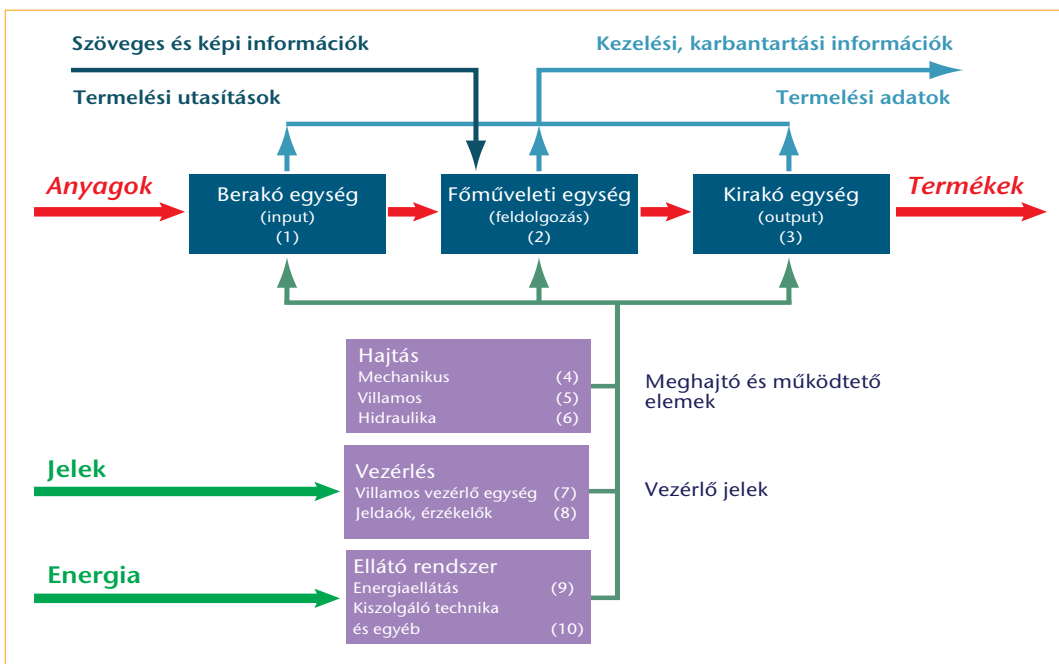 Szöveges és képi információk
Kezelési, karbantartási információk
Termelési utasítások
Termelési adatok
Anyagok
Berakó egység
(input)
(1)
Főműveleti egység
(feldolgozás)
(2)
Kirakó egység
(output)
(3)
Termékek
Hajtás
Mechanikus (4)
Villamos (5)
Hidraulika (6)
Meghajtó és működtető
elemek
Jelek
Vezérlés
Villamos vezérlő egység (7)
Jeldaók, érzékelők (8)
Vezérlő jelek
Energia
Ellátó rendszer
Energiaellátás (9)
Kiszolgáló technika
és egyéb (10)